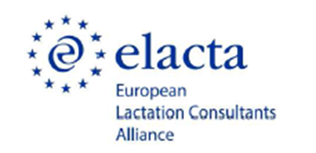 elacta
European
Lactation Consultants
Alliance